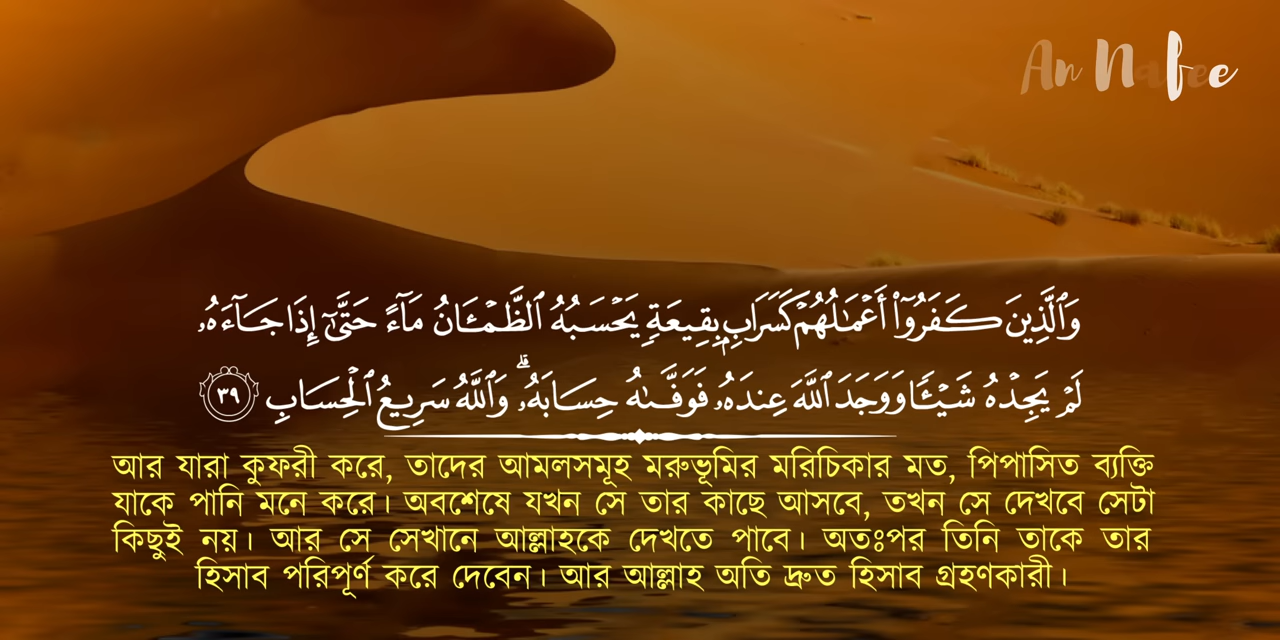 An Nafee
وَٱلَّذِينَ كَفَرُوٓا۟ أَعْمَـٰلُهُمْ كَسَرَابٍۭ بِقِيعَةٍ يَحْسَبُهُ ٱلظَّمْـَٔانُ مَآءً حَتَّىٰٓ إِذَا جَآءَهُۥ
لَمْ يَجِدْهُ شَيْـًٔا وَوَجَدَ ٱللَّهَ عِندَهُۥ فَوَفَّىٰهُ حِسَابَهُۥ ۗ وَٱللَّهُ سَرِيعُ ٱلْحِسَابِ ٣٩
আর যারা কুফরী করে, তাদের আমলসমূহ মরুভূমির মরিচিকার মত, পিপাসিত ব্যক্তি
যাকে পানি মনে করে। অবশেষে যখন সে তার কাছে আসবে, তখন সে দেখবে সেটা
কিছুই নয়। আর সে সেখানে আল্লাহকে দেখতে পাবে। অতঃপর তিনি তাকে তার
হিসাব পরিপূর্ণ করে দেবেন। আর আল্লাহ অতি দ্রুত হিসাব গ্রহণকারী।